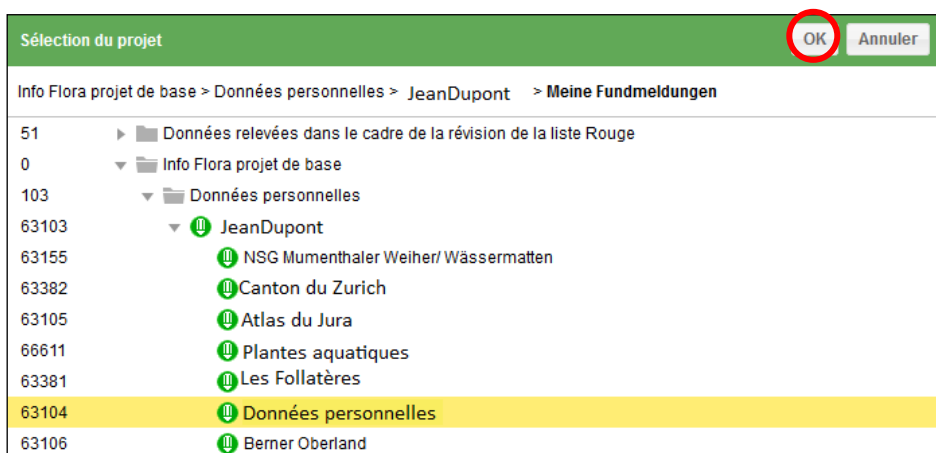 Sélection du projet OK Annuler
Info Flora projet de base > Données personnelles > JeanDupont > Meine Fundmeldungen
51 Données relevées dans le cadre de la révision de la liste Rouge
0 Info Flora projet de base
103 Données personnelles
63103 JeanDupont
63155 NSG Mumenthaler Weiher/ Wässermatten
63382 Canton du Zurich
63105 Atlas du Jura
66611 Plantes aquatiques
63381 Les Follatères
63104 Données personnelles
63106 Berner Oberland